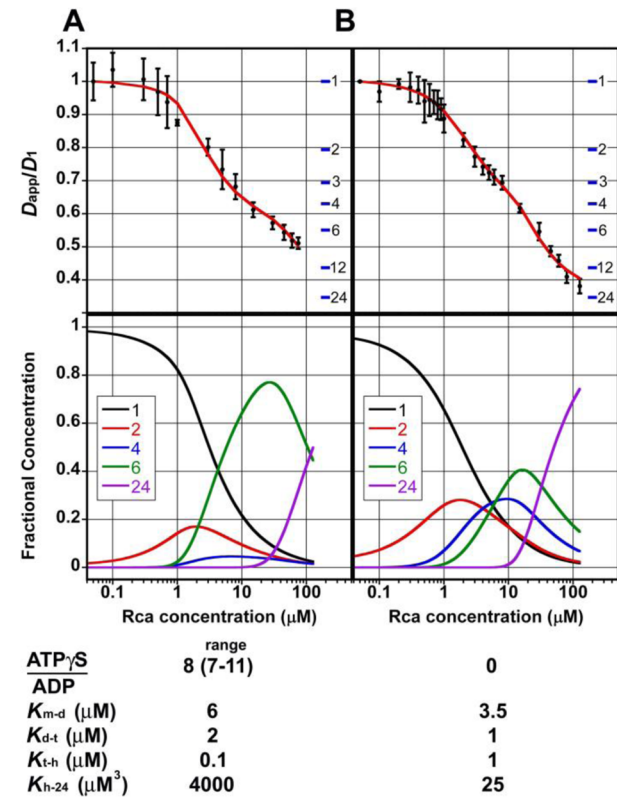 A
B
1.1
1
0.9
0.8
0.7
0.6
0.5
0.4
Dapp/D1
1
2
3
4
6
12
24
1
2
3
4
6
12
24
1
0.8
0.6
0.4
0.2
0
Fractional Concentration
1
2
4
6
24
1
2
4
6
24
0.1 1 10 100
0.1 1 10 100
Rca concentration (μM) Rca concentration (μM)
range
ATPγS 8 (7-11) 0
ADP
Km-d (μM) 6 3.5
Kd-t (μM) 2 1
Kt-h (μM) 0.1 1
Kh-24 (μM³) 4000 25